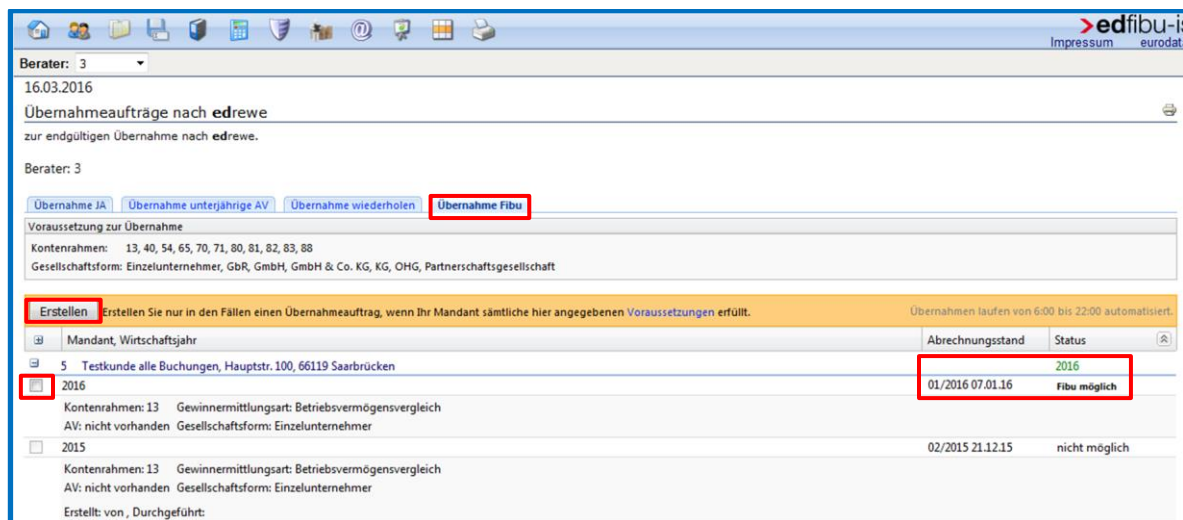 edfibu-is
Impressum eurodat
Berater: 3
16.03.2016
Übernahmeaufträge nach edrewe
zur endgültigen Übernahme nach edrewe.
Berater: 3
Übernahme JA Übernahme unterjährige AV Übernahme wiederholen Übernahme Fibu
Voraussetzung zur Übernahme
Kontenrahmen: 13, 40, 54, 65, 70, 71, 80, 81, 82, 83, 88
Gesellschaftsform: Einzelunternehmer, GbR, GmbH, GmbH & Co. KG, KG, OHG, Partnerschaftsgesellschaft
Erstellen Erstellen Sie nur in den Fällen einen Übernahmeauftrag, wenn Ihr Mandant sämtliche hier angegebenen Voraussetzungen erfüllt. Übernahmen laufen von 6:00 bis 22:00 automatisiert.
Mandant, Wirtschaftsjahr Abrechnungsstand Status
5 Testkunde alle Buchungen, Hauptstr. 100, 66119 Saarbrücken 2016
2016 01/2016 07.01.16 Fibu möglich
Kontenrahmen: 13 Gewinnermittlungsart: Betriebsvermögensvergleich
AV: nicht vorhanden Gesellschaftsform: Einzelunternehmer
2015 02/2015 21.12.15 nicht möglich
Kontenrahmen: 13 Gewinnermittlungsart: Betriebsvermögensvergleich
AV: nicht vorhanden Gesellschaftsform: Einzelunternehmer
Erstellt: von , Durchgeführt: